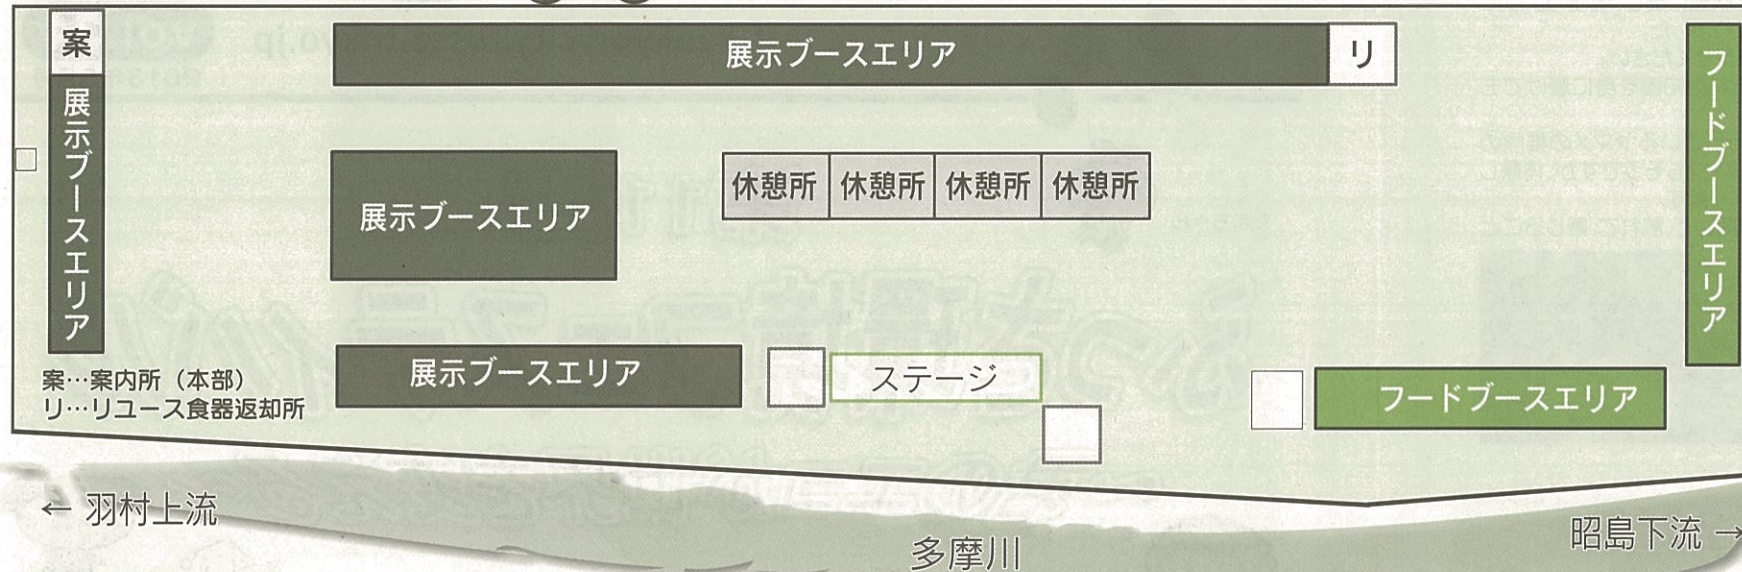 案
展示ブースエリア
リ
展示ブースエリア
フードブースエリア
展示ブースエリア
休憩所
休憩所
休憩所
休憩所
展示ブースエリア
ステージ
フードブースエリア
案…案内所（本部）
リ…リユース食器返却所
← 羽村上流
多摩川
昭島下流 →